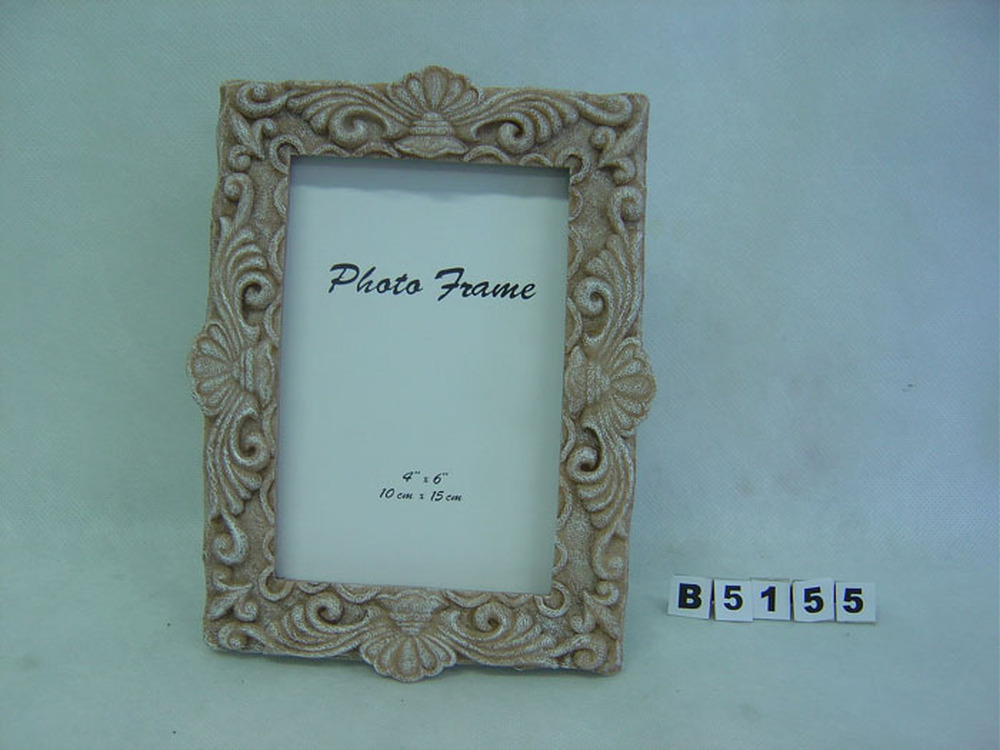 Photo Frame
4" x 6"
10 cm x 15 cm
B5155